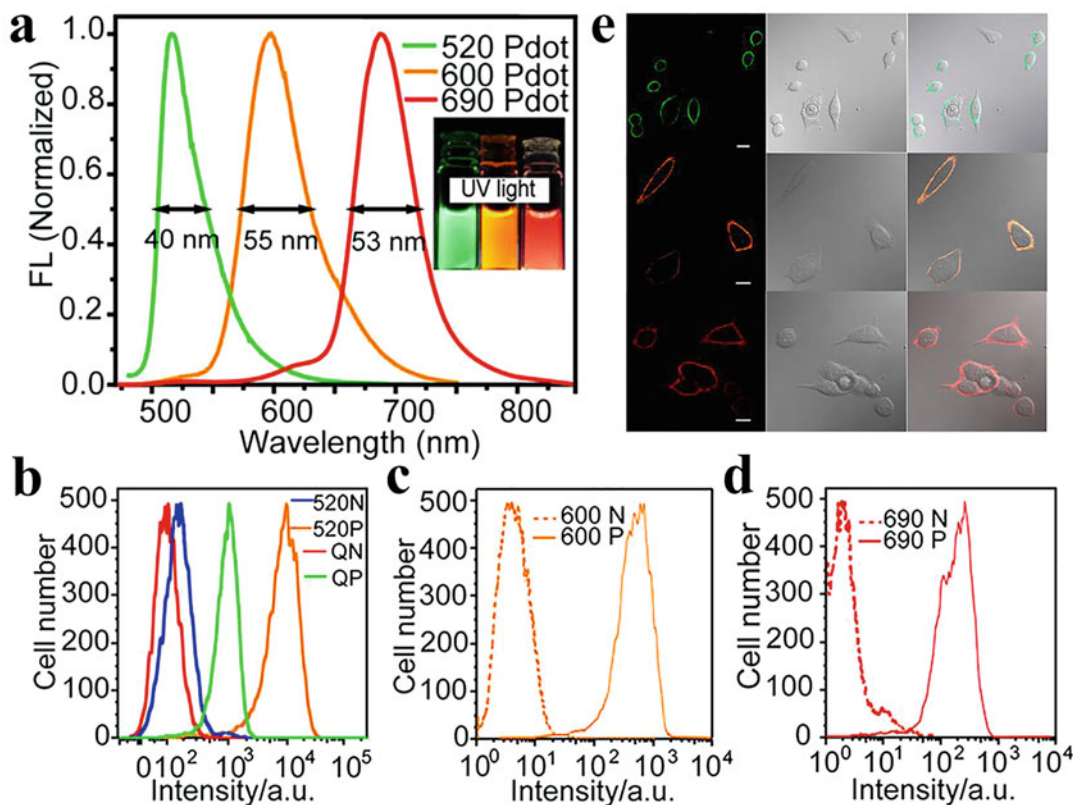 a
1.0
0.8
0.6
0.4
0.2
0.0
FL (Normalized)
520 Pdot
600 Pdot
690 Pdot
UV light
40 nm
55 nm
53 nm
500
600
700
800
Wavelength (nm)
e
b
500
400
300
200
100
0
Cell number
520N
520P
QN
QP
0 10² 10³ 10⁴ 10⁵
Intensity/a.u.
c
500
400
300
200
100
0
Cell number
600 N
600 P
10⁰ 10¹ 10² 10³ 10⁴
Intensity/a.u.
d
500
400
300
200
100
0
Cell number
690 N
690 P
10⁰ 10¹ 10² 10³ 10⁴
Intensity/a.u.